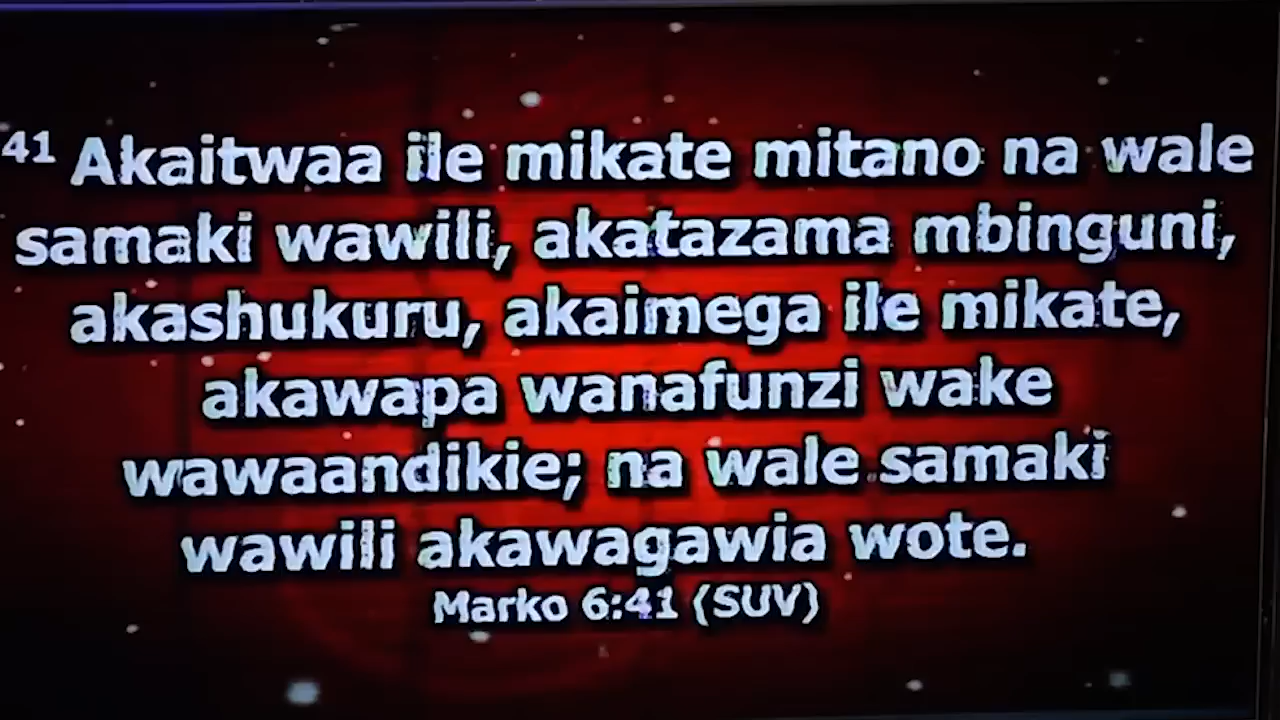 41 Akaitwaa ile mikate mitano na wale
samaki wawili, akatazama mbinguni,
akashukuru, akaimega ile mikate,
akawapa wanafunzi wake
wawaandikie; na wale samaki
wawili akawagawia wote.
Marko 6:41 (SUV)